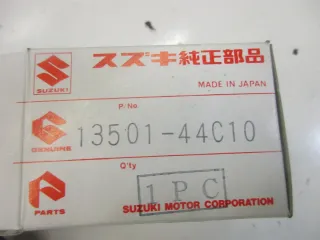 スズキ純正部品
SUZUKI
MADE IN JAPAN
P/No
13501-44C10
GENUINE
Q'ty
1PC
PARTS
SUZUKI MOTOR CORPORATION